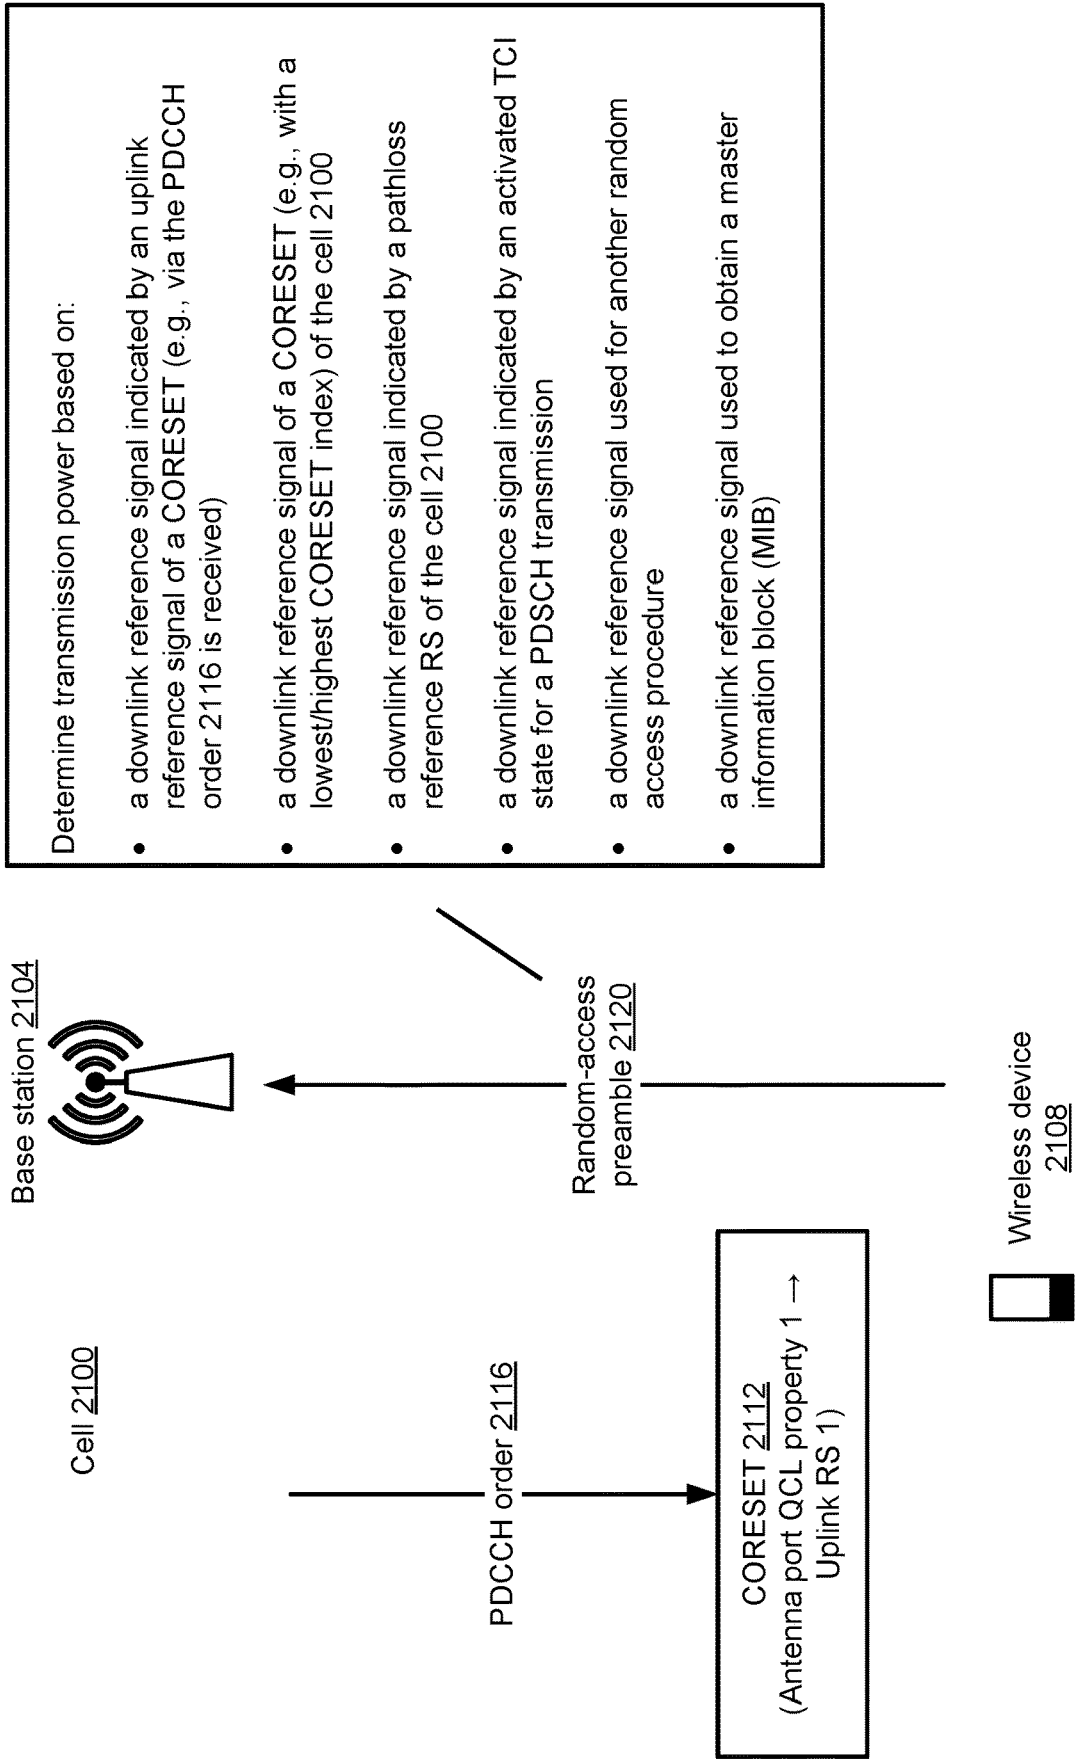 Cell 2100
Base station 2104
PDCCH order 2116
CORESET 2112
(Antenna port QCL property 1 →
Uplink RS 1)
Random-access
preamble 2120
Wireless device
2108
Determine transmission power based on:
• a downlink reference signal indicated by an uplink
reference signal of a CORESET (e.g., via the PDCCH
order 2116 is received)
• a downlink reference signal of a CORESET (e.g., with a
lowest/highest CORESET index) of the cell 2100
• a downlink reference signal indicated by a pathloss
reference RS of the cell 2100
• a downlink reference signal indicated by an activated TCI
state for a PDSCH transmission
• a downlink reference signal used for another random
access procedure
• a downlink reference signal used to obtain a master
information block (MIB)